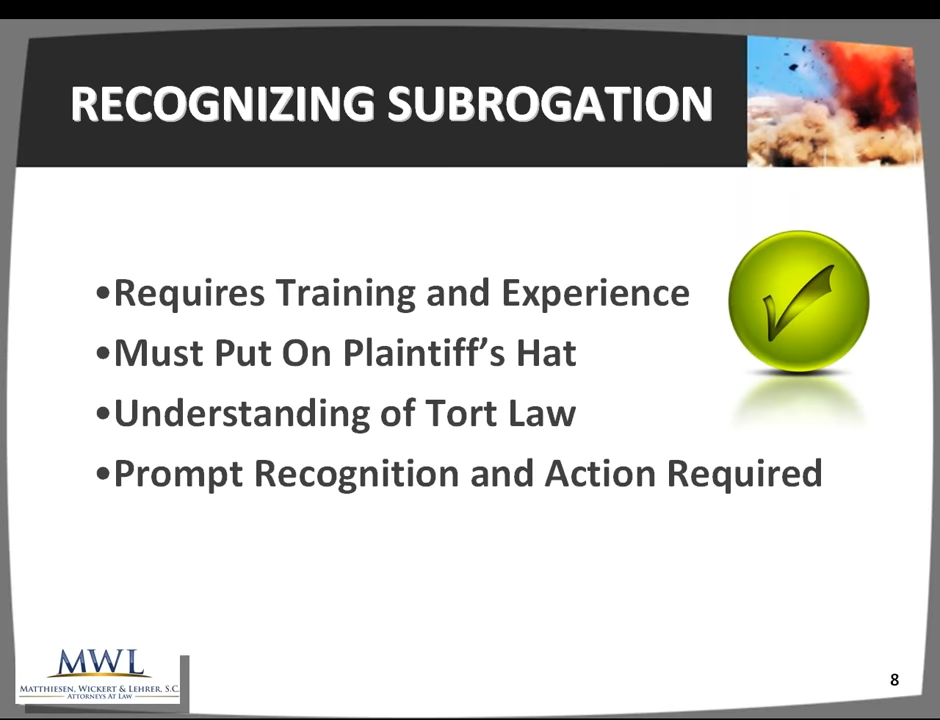 RECOGNIZING SUBROGATION
•Requires Training and Experience
•Must Put On Plaintiff’s Hat
•Understanding of Tort Law
•Prompt Recognition and Action Required
MWL
MATTHIESEN, WICKERT & LEHRER, S.C.
ATTORNEYS AT LAW
8